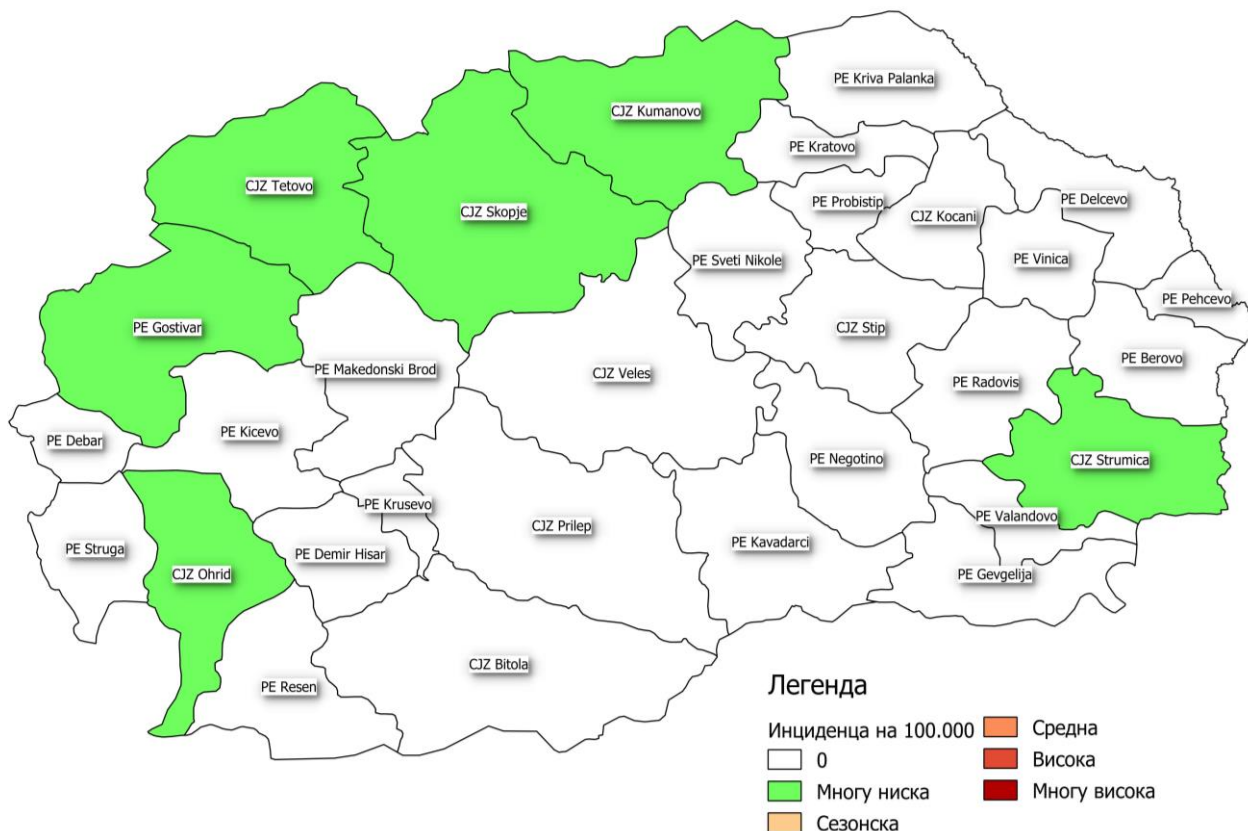 PE Kriva Palanka
CJZ Kumanovo
PE Kratovo
CJZ Tetovo
PE Probistip
PE Delcevo
CJZ Skopje
CJZ Kocani
PE Sveti Nikole
PE Vinica
PE Pehcevo
PE Gostivar
CJZ Stip
PE Berovo
PE Makedonski Brod
CJZ Veles
PE Radovis
PE Debar
PE Kicevo
PE Negotino
CJZ Strumica
PE Krusevo
PE Valandovo
CJZ Prilep
PE Kavadarci
PE Struga
PE Demir Hisar
CJZ Ohrid
PE Gevgelija
CJZ Bitola
PE Resen
Легенда
Инциденца на 100.000
0
Многу ниска
Сезонска
Средна
Висока
Многу висока